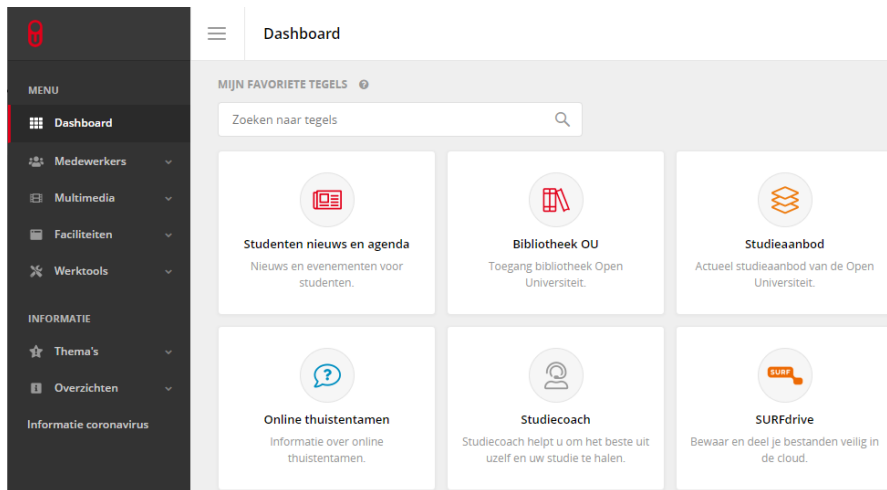 Dashboard
MENU
Dashboard
Medewerkers
Multimedia
Faciliteiten
Werktools
INFORMATIE
Thema's
Overzichten
Informatie coronavirus
MIJN FAVORIETE TEGELS
Zoeken naar tegels
Studenten nieuws en agenda
Nieuws en evenementen voor
studenten.
Bibliotheek OU
Toegang bibliotheek Open
Universiteit.
Studieaanbod
Actueel studieaanbod van de Open
Universiteit.
Online thuistentamen
Informatie over online
thuistentamen.
Studiecoach
Studiecoach helpt u om het beste uit
uzelf en uw studie te halen.
SURF
SURFdrive
Bewaar en deel je bestanden veilig in
de cloud.